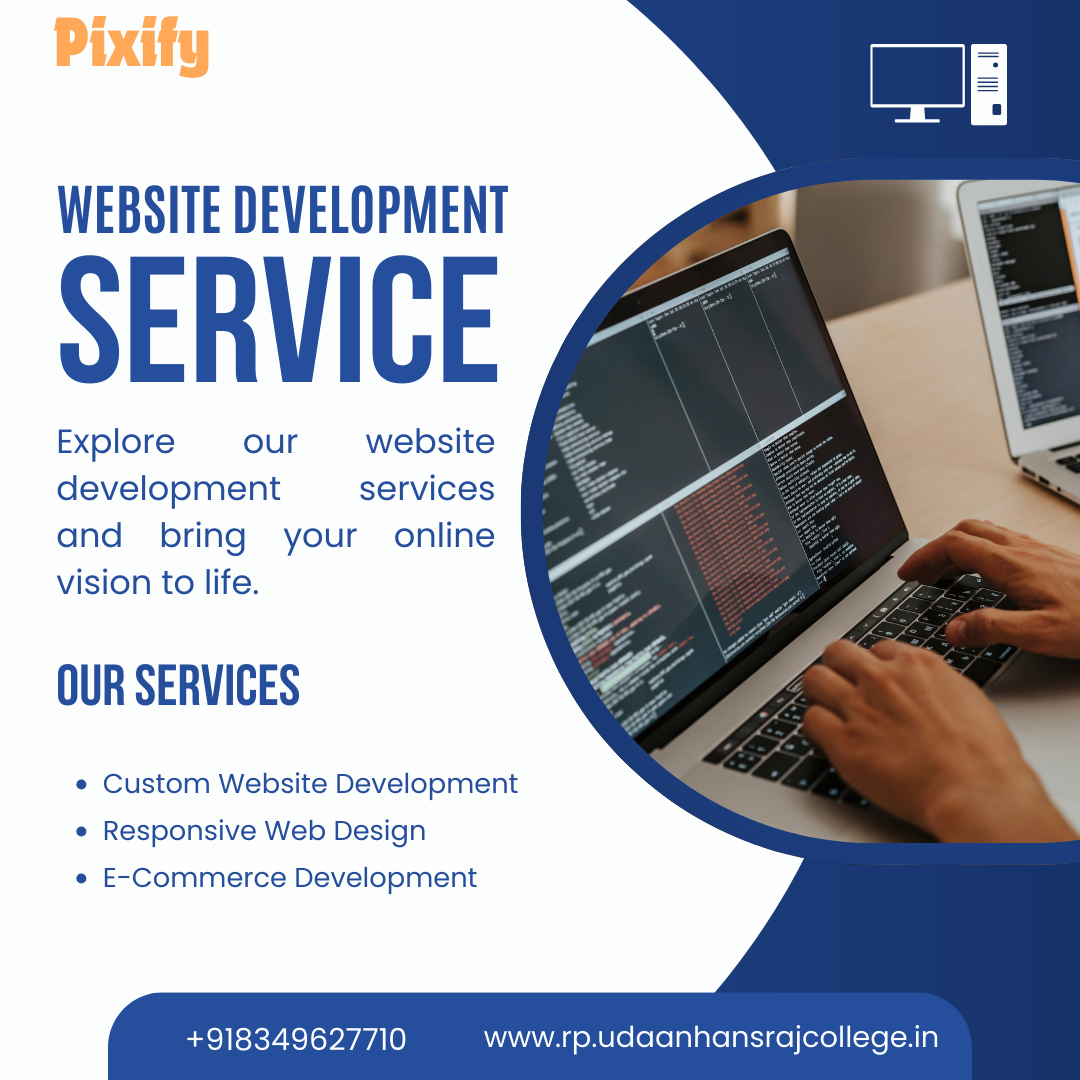 Pixify
WEBSITE DEVELOPMENT
SERVICE
Explore our website
development services
and bring your online
vision to life.
OUR SERVICES
• Custom Website Development
• Responsive Web Design
• E-Commerce Development
+918349627710
www.rp.udaanhansrajcollege.in